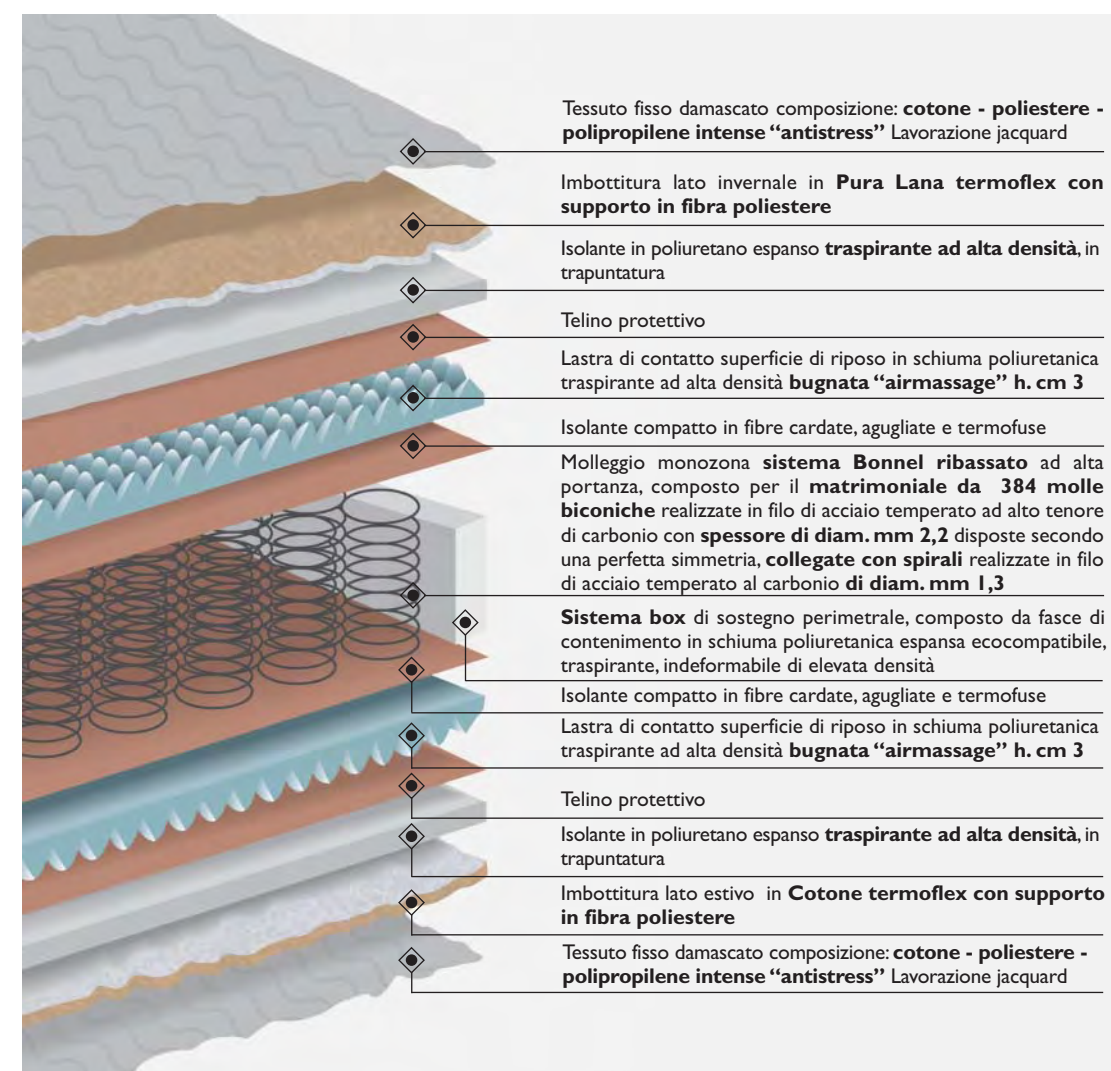 Tessuto fisso damascato composizione: cotone - poliestere -
polipropilene intense “antistress” Lavorazione jacquard
Imbottitura lato invernale in Pura Lana termoflex con
supporto in fibra poliestere
Isolante in poliuretano espanso traspirante ad alta densità, in
trapuntatura
Telino protettivo
Lastra di contatto superficie di riposo in schiuma poliuretanica
traspirante ad alta densità bugnata “airmassage” h. cm 3
Isolante compatto in fibre cardate, agugliate e termofuse
Molleggio monozona sistema Bonnel ribassato ad alta
portanza, composto per il matrimoniale da 384 molle
biconiche realizzate in filo di acciaio temperato ad alto tenore
di carbonio con spessore di diam. mm 2,2 disposte secondo
una perfetta simmetria, collegate con spirali realizzate in filo
di acciaio temperato al carbonio di diam. mm 1,3
Sistema box di sostegno perimetrale, composto da fasce di
contenimento in schiuma poliuretanica espansa ecocompatibile,
traspirante, indeformabile di elevata densità
Isolante compatto in fibre cardate, agugliate e termofuse
Lastra di contatto superficie di riposo in schiuma poliuretanica
traspirante ad alta densità bugnata “airmassage” h. cm 3
Telino protettivo
Isolante in poliuretano espanso traspirante ad alta densità, in
trapuntatura
Imbottitura lato estivo in Cotone termoflex con supporto
in fibra poliestere
Tessuto fisso damascato composizione: cotone - poliestere -
polipropilene intense “antistress” Lavorazione jacquard